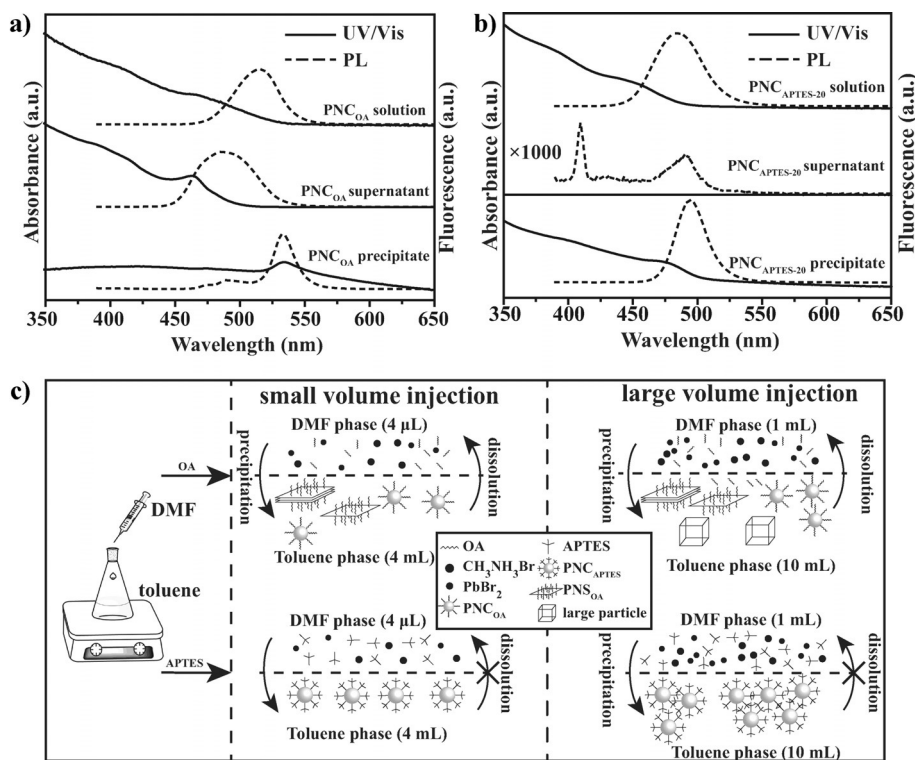 a)
UV/Vis
PL
PNC_OA solution
PNC_OA supernatant
PNC_OA precipitate
Absorbance (a.u.)
Fluorescence (a.u.)
350 400 450 500 550 600 650
Wavelength (nm)
b)
UV/Vis
PL
PNC_APTES-20 solution
×1000
PNC_APTES-20 supernatant
PNC_APTES-20 precipitate
Absorbance (a.u.)
Fluorescence (a.u.)
350 400 450 500 550 600 650
Wavelength (nm)
c)
small volume injection
large volume injection
DMF phase (4 µL)
DMF phase (1 mL)
precipitation
dissolution
precipitation
dissolution
OA
DMF
toluene
APTES
Toluene phase (4 mL)
Toluene phase (10 mL)
OA
CH3NH3Br
PbBr2
PNC_OA
APTES
PNC_APTES
PNS_OA
large particle
DMF phase (4 µL)
DMF phase (1 mL)
precipitation
dissolution
precipitation
dissolution
Toluene phase (4 mL)
Toluene phase (10 mL)